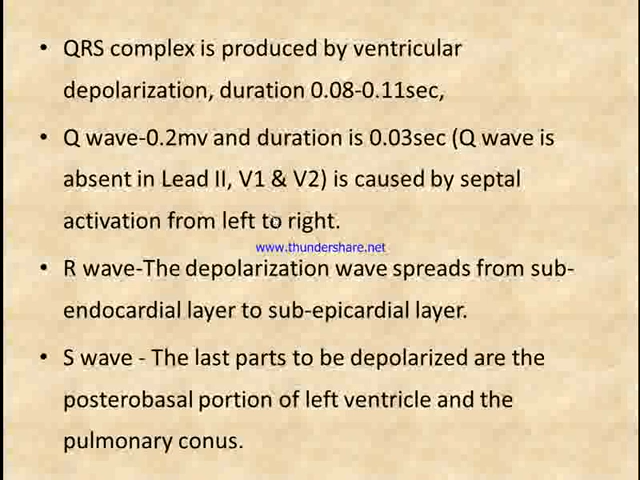 • QRS complex is produced by ventricular
depolarization, duration 0.08-0.11sec,
• Q wave-0.2mv and duration is 0.03sec (Q wave is
absent in Lead II, V1 & V2) is caused by septal
activation from left to right.
www.thundershare.net
• R wave-The depolarization wave spreads from sub-
endocardial layer to sub-epicardial layer.
• S wave - The last parts to be depolarized are the
posterobasal portion of left ventricle and the
pulmonary conus.